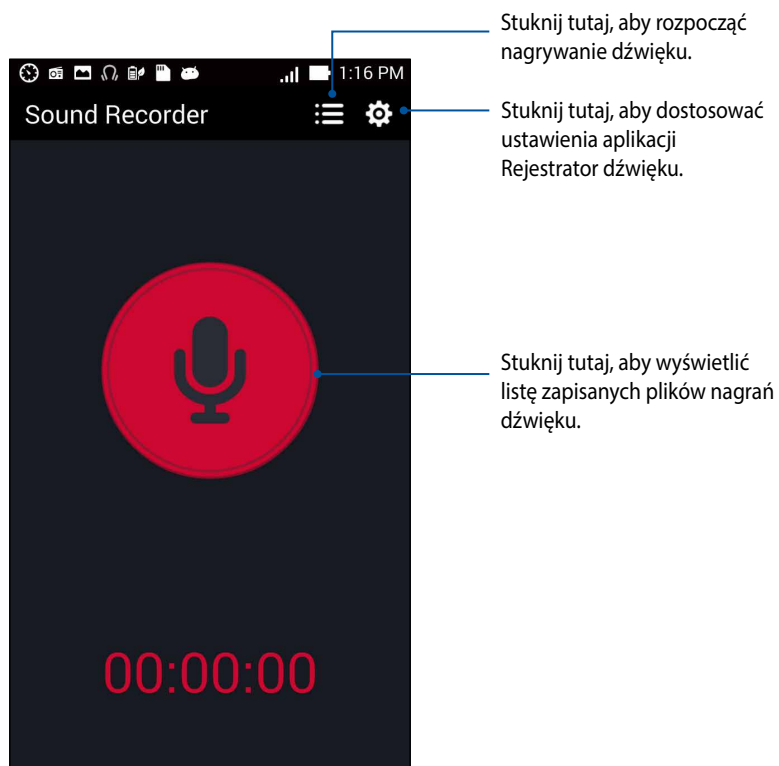 Stuknij tutaj, aby rozpocząć
nagrywanie dźwięku.
1:16 PM
Sound Recorder
Stuknij tutaj, aby dostosować
ustawienia aplikacji
Rejestrator dźwięku.
Stuknij tutaj, aby wyświetlić
listę zapisanych plików nagrań
dźwięku.
00:00:00